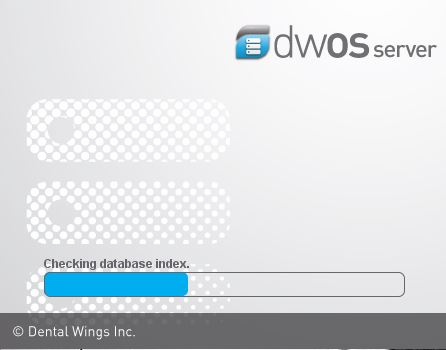 dwOS server
Checking database index.
© Dental Wings Inc.